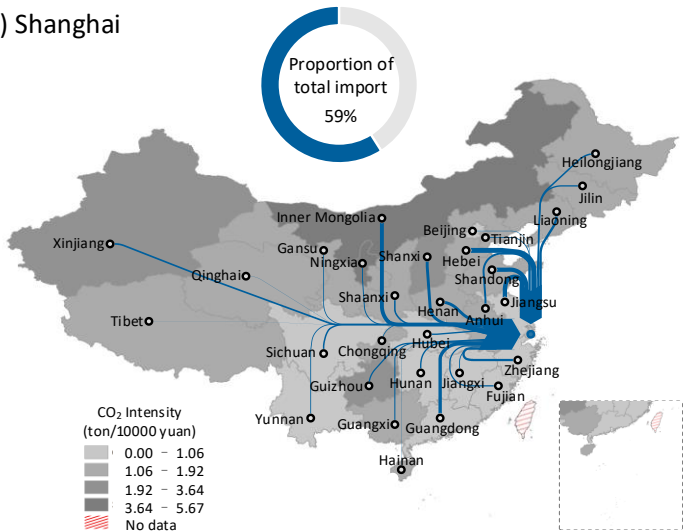 ) Shanghai
Proportion of
total import
59%
Heilongjiang
Jilin
Liaoning
Inner Mongolia
Beijing
Tianjin
Xinjiang
Gansu
Ningxia
Shanxi
Hebei
Qinghai
Shandong
Shaanxi
Henan
Jiangsu
Anhui
Tibet
Hubei
Sichuan
Chongqing
Zhejiang
Guizhou
Hunan
Jiangxi
Fujian
Yunnan
Guangxi
Guangdong
Hainan
CO₂ Intensity
(ton/10000 yuan)
0.00 - 1.06
1.06 - 1.92
1.92 - 3.64
3.64 - 5.67
No data